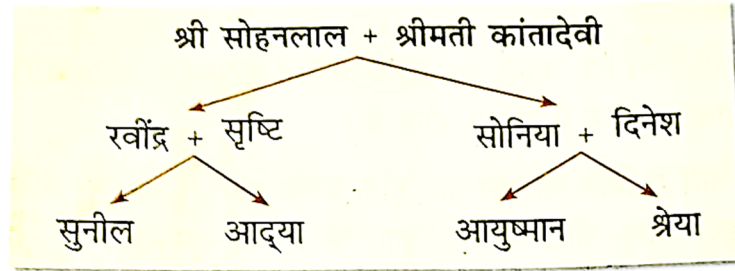 श्री सोहनलाल + श्रीमती कांतादेवी
रवींद्र + सृष्टि सोनिया + दिनेश
सुनील आद्‌या आयुष्मान श्रेया